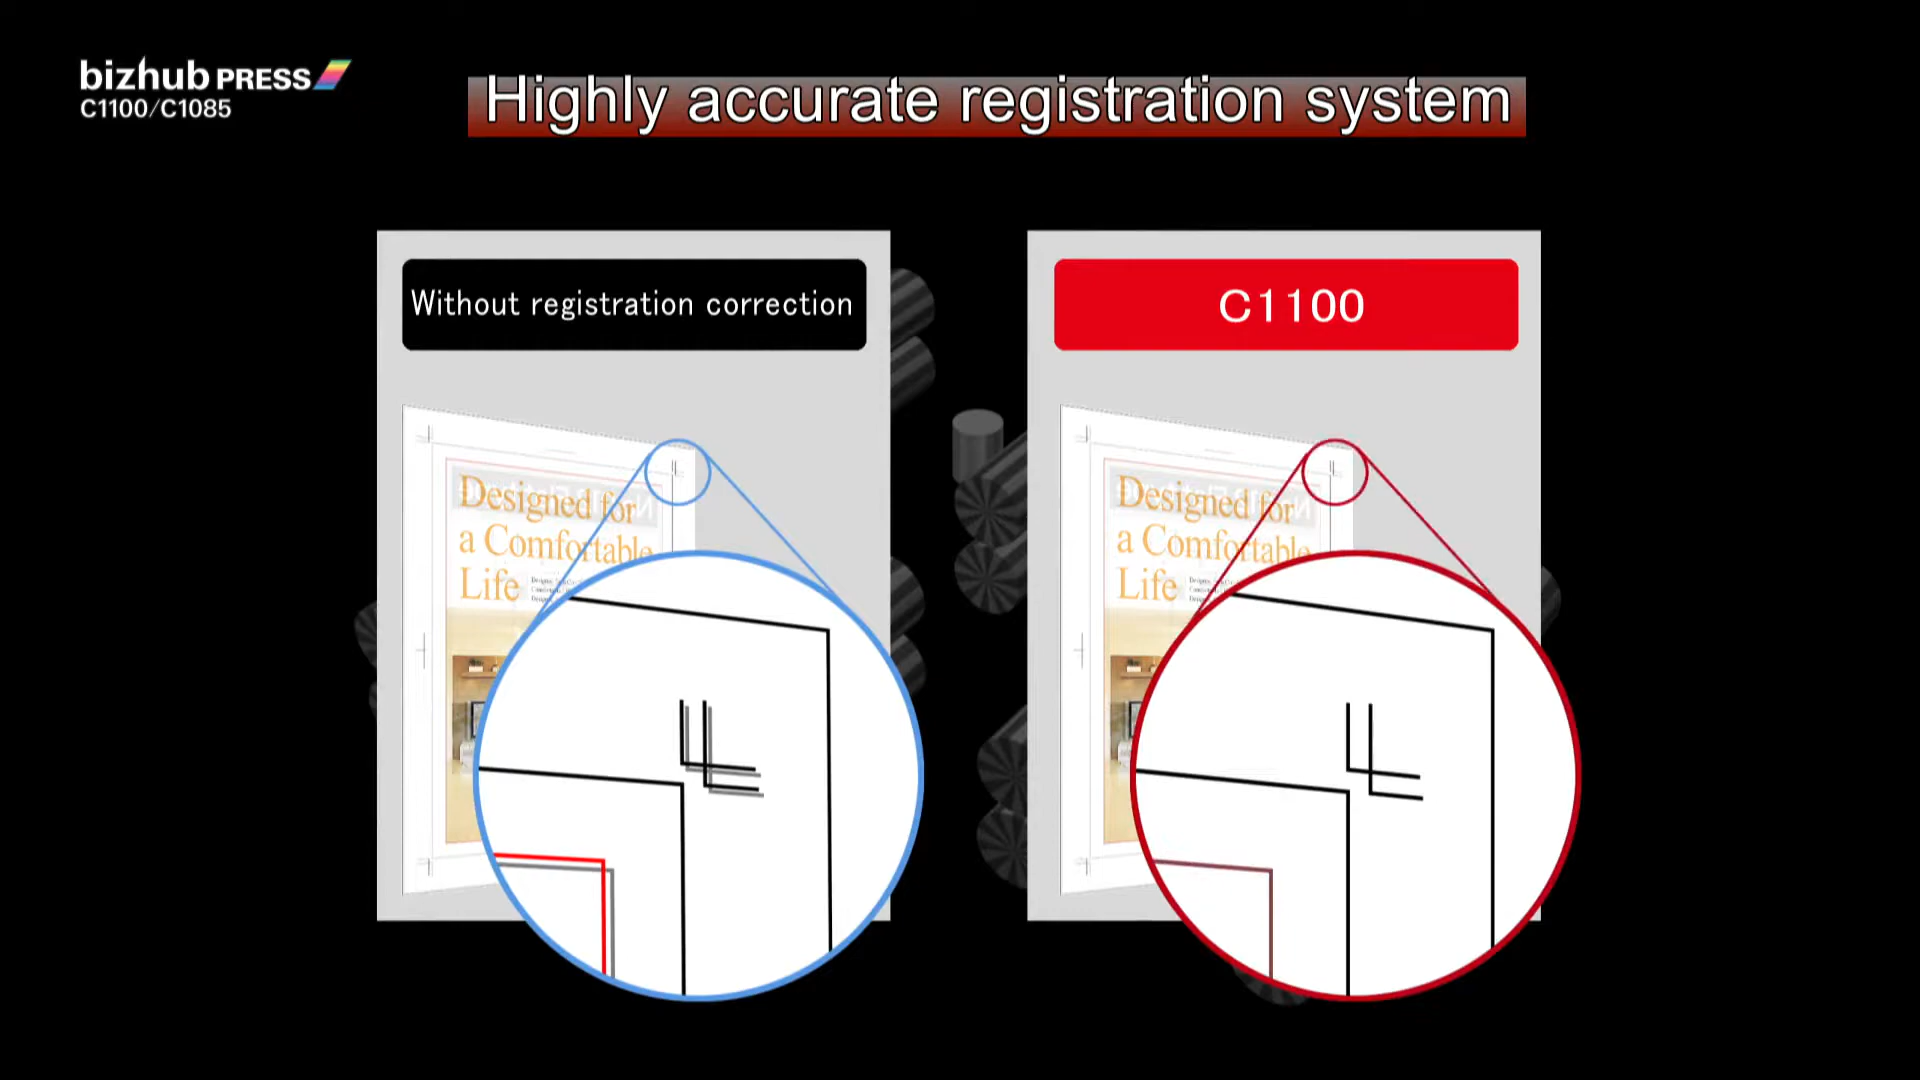 bizhub PRESS
C1100/C1085
Highly accurate registration system
Without registration correction
C1100
Designed for
a Comfortable
Life
Designed for
a Comfortable
Life